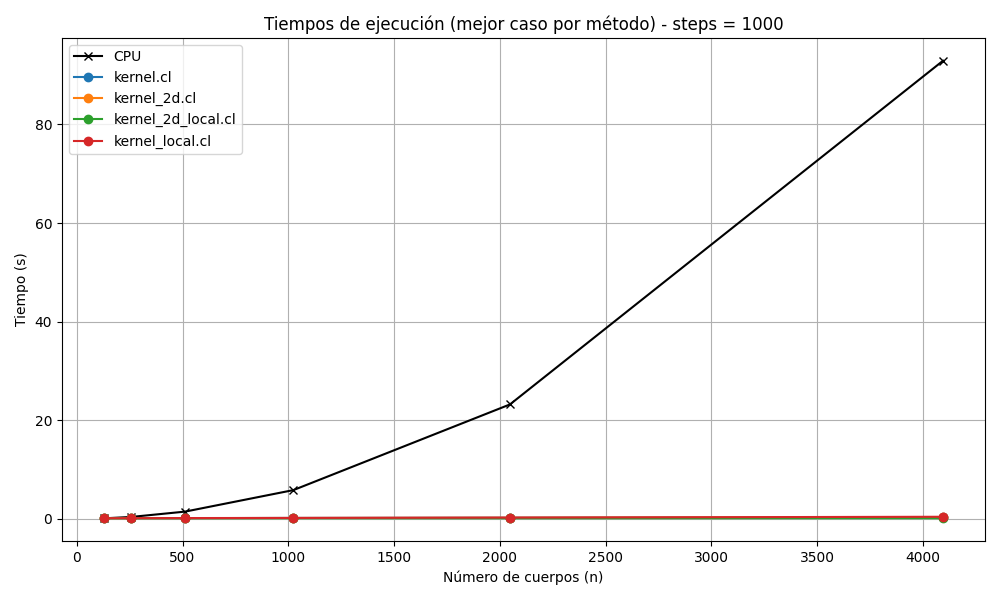 Tiempos de ejecución (mejor caso por método) - steps = 1000
CPU
kernel.cl
kernel_2d.cl
kernel_2d_local.cl
kernel_local.cl
Tiempo (s)
80
60
40
20
0
0 500 1000 1500 2000 2500 3000 3500 4000
Número de cuerpos (n)